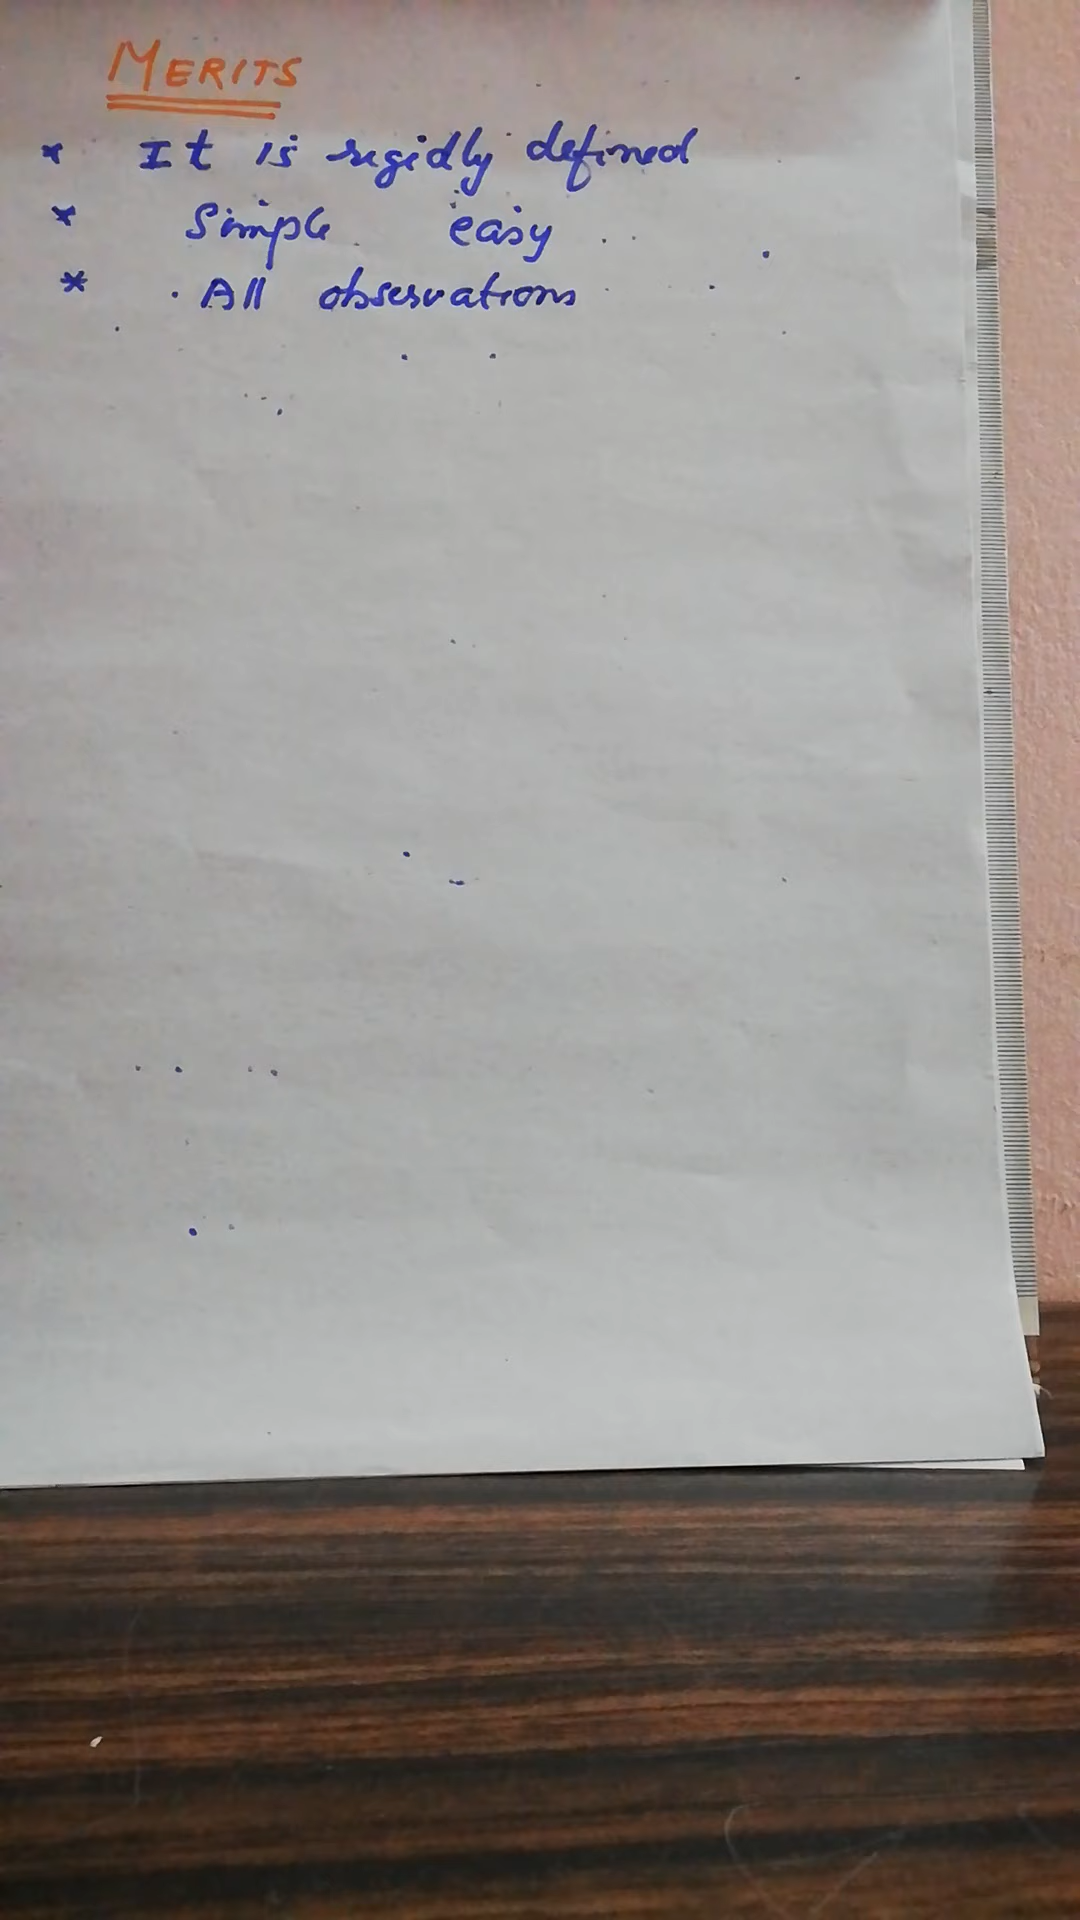 MERITS
* It is rigidly defined
* Simple easy
* All observations